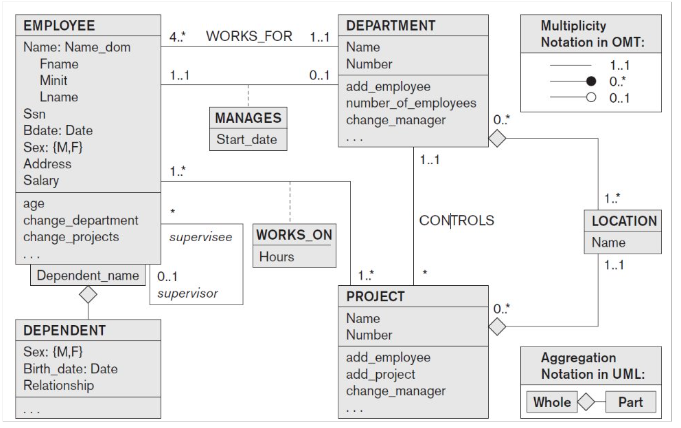 EMPLOYEE
Name: Name_dom
Fname
Minit
Lname
Ssn
Bdate: Date
Sex: {M,F}
Address
Salary
age
change_department
change_projects
. . .
Dependent_name
DEPENDENT
Sex: {M,F}
Birth_date: Date
Relationship
. . .
4..*
WORKS_FOR
1..1
1..1
0..1
MANAGES
Start_date
1..*
*
supervisee
0..1
supervisor
WORKS_ON
Hours
1..*
DEPARTMENT
Name
Number
add_employee
number_of_employees
change_manager
. . .
0..*
1..1
CONTROLS
*
PROJECT
Name
Number
add_employee
add_project
change_manager
. . .
0..*
1..*
LOCATION
Name
1..1
Multiplicity
Notation in OMT:
1..1
0..*
0..1
Aggregation
Notation in UML:
Whole
Part